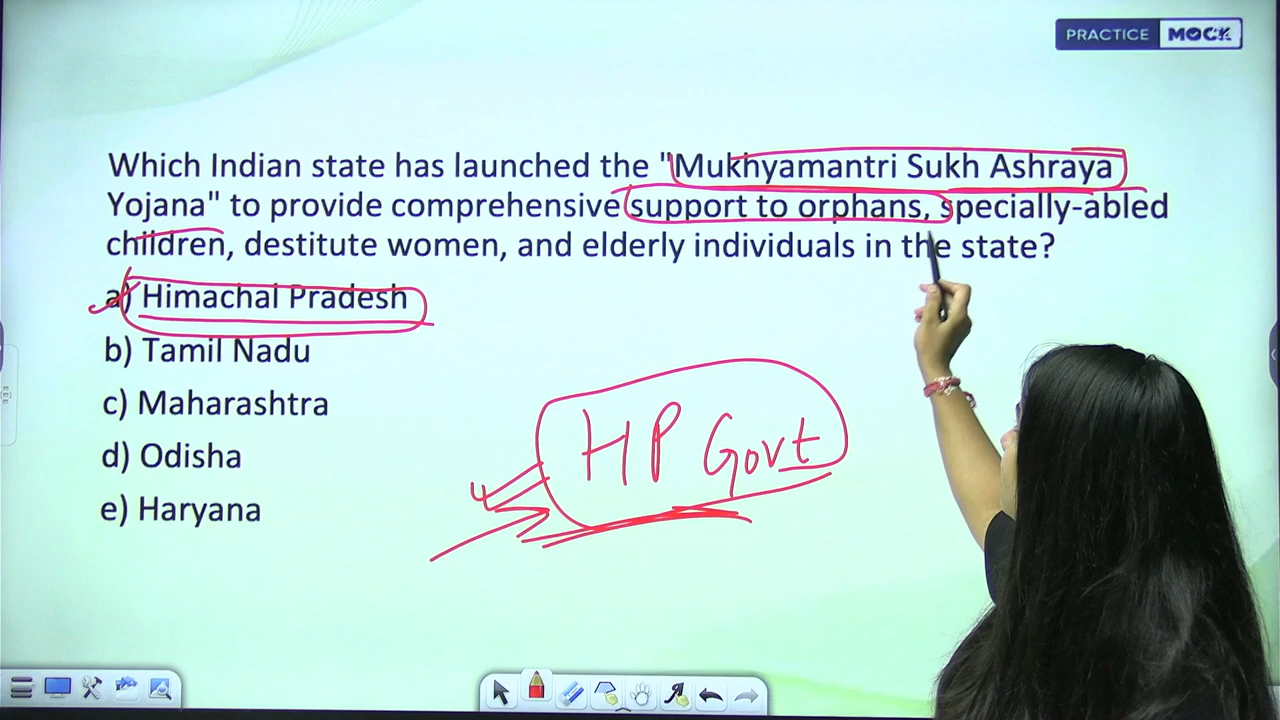 PRACTICE MOCK
Which Indian state has launched the "Mukhyamantri Sukh Ashraya
Yojana" to provide comprehensive support to orphans, specially-abled
children, destitute women, and elderly individuals in the state?
a) Himachal Pradesh
b) Tamil Nadu
c) Maharashtra
d) Odisha
e) Haryana
HP Govt